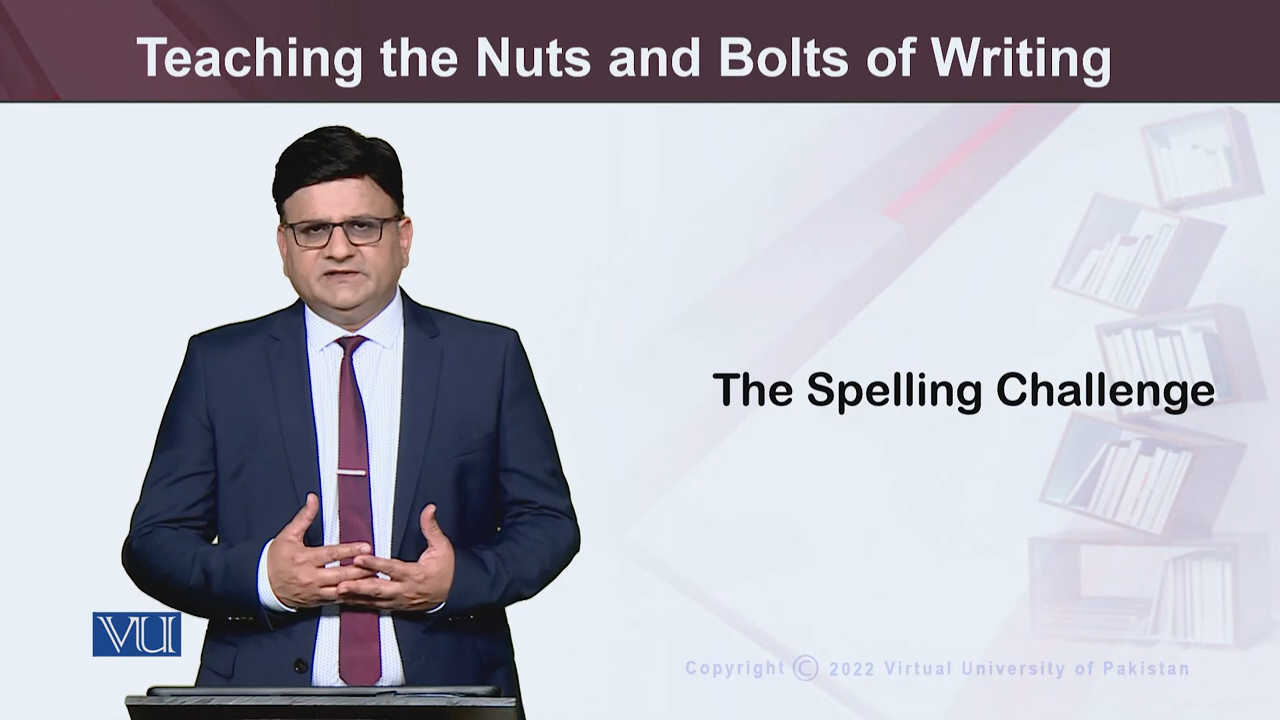 Teaching the Nuts and Bolts of Writing
The Spelling Challenge
VU
Copyright © 2022 Virtual University of Pakistan